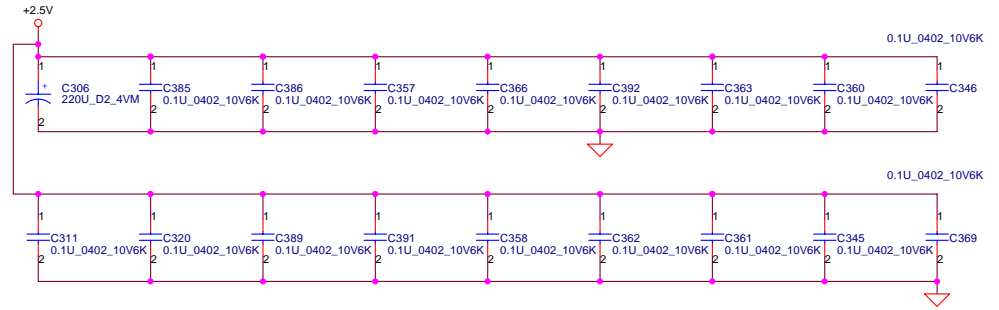 +2.5V
0.1U_0402_10V6K
1 1 1 1 1 1 1 1 1
+
C306 C385 C386 C357 C366 C392 C363 C360 C346
220U_D2_4VM 0.1U_0402_10V6K 0.1U_0402_10V6K 0.1U_0402_10V6K 0.1U_0402_10V6K 0.1U_0402_10V6K 0.1U_0402_10V6K 0.1U_0402_10V6K
2 2 2 2 2 2 2 2 2
0.1U_0402_10V6K
1 1 1 1 1 1 1 1 1
C311 C320 C389 C391 C358 C362 C361 C345 C369
0.1U_0402_10V6K 0.1U_0402_10V6K 0.1U_0402_10V6K 0.1U_0402_10V6K 0.1U_0402_10V6K 0.1U_0402_10V6K 0.1U_0402_10V6K 0.1U_0402_10V6K
2 2 2 2 2 2 2 2 2